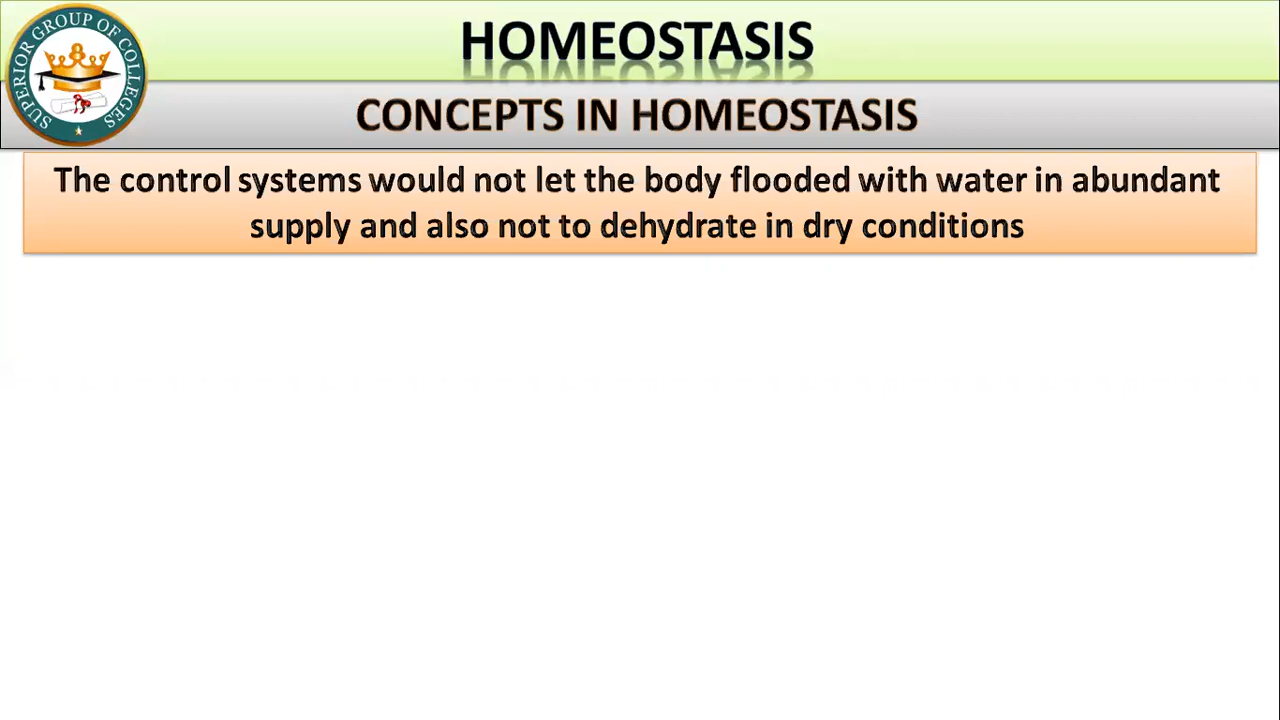 SUPERIOR GROUP OF COLLEGES
HOMEOSTASIS
CONCEPTS IN HOMEOSTASIS
The control systems would not let the body flooded with water in abundant
supply and also not to dehydrate in dry conditions